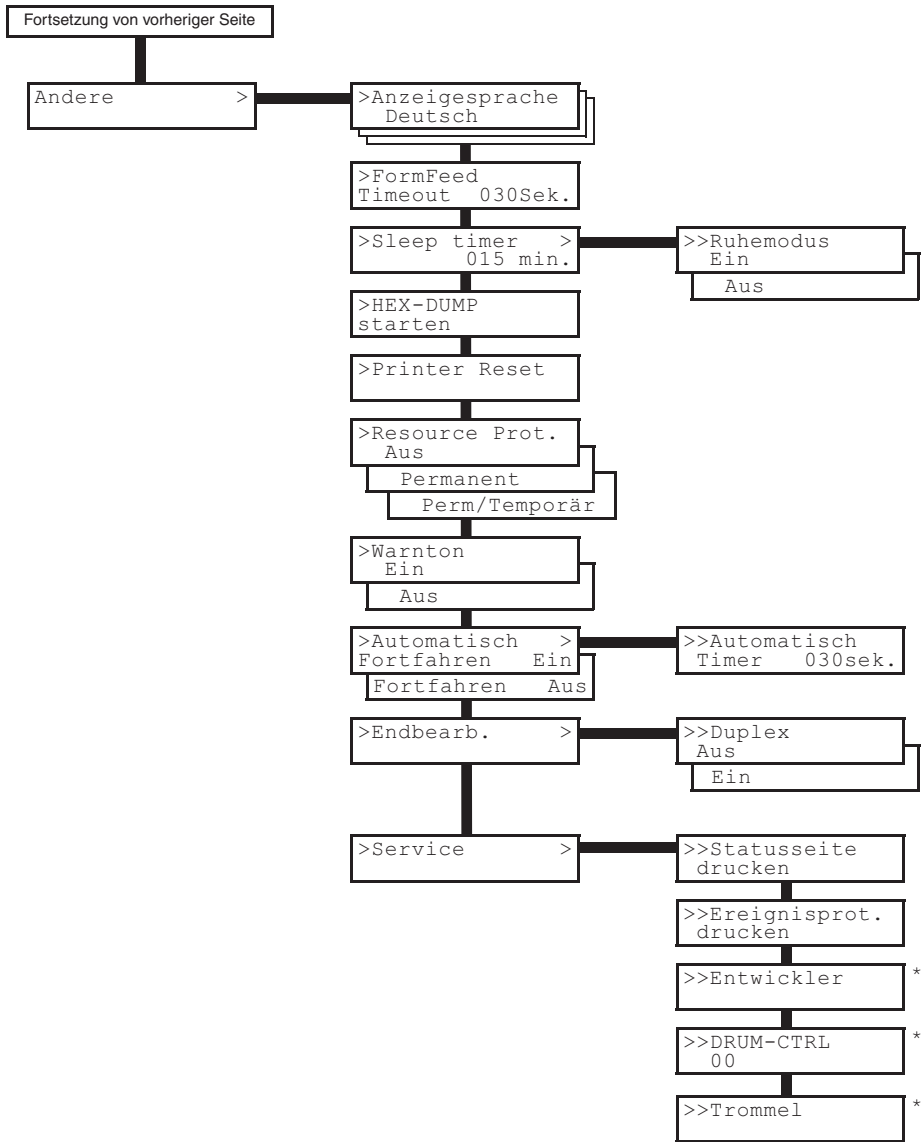 Fortsetzung von vorheriger Seite
Andere >
>Anzeigesprache
Deutsch
>FormFeed
Timeout 030Sek.
>Sleep timer >
015 min.
>>Ruhemodus
Ein
Aus
>HEX-DUMP
starten
>Printer Reset
>Resource Prot.
Aus
Permanent
Perm/Temporär
>Warnton
Ein
Aus
>Automatisch >
Fortfahren Ein
Fortfahren Aus
>>Automatisch
Timer 030sek.
>Endbearb. >
>>Duplex
Aus
Ein
>Service >
>>Statusseite
drucken
>>Ereignisprot.
drucken
>>Entwickler *
>>DRUM-CTRL *
00
>>Trommel *